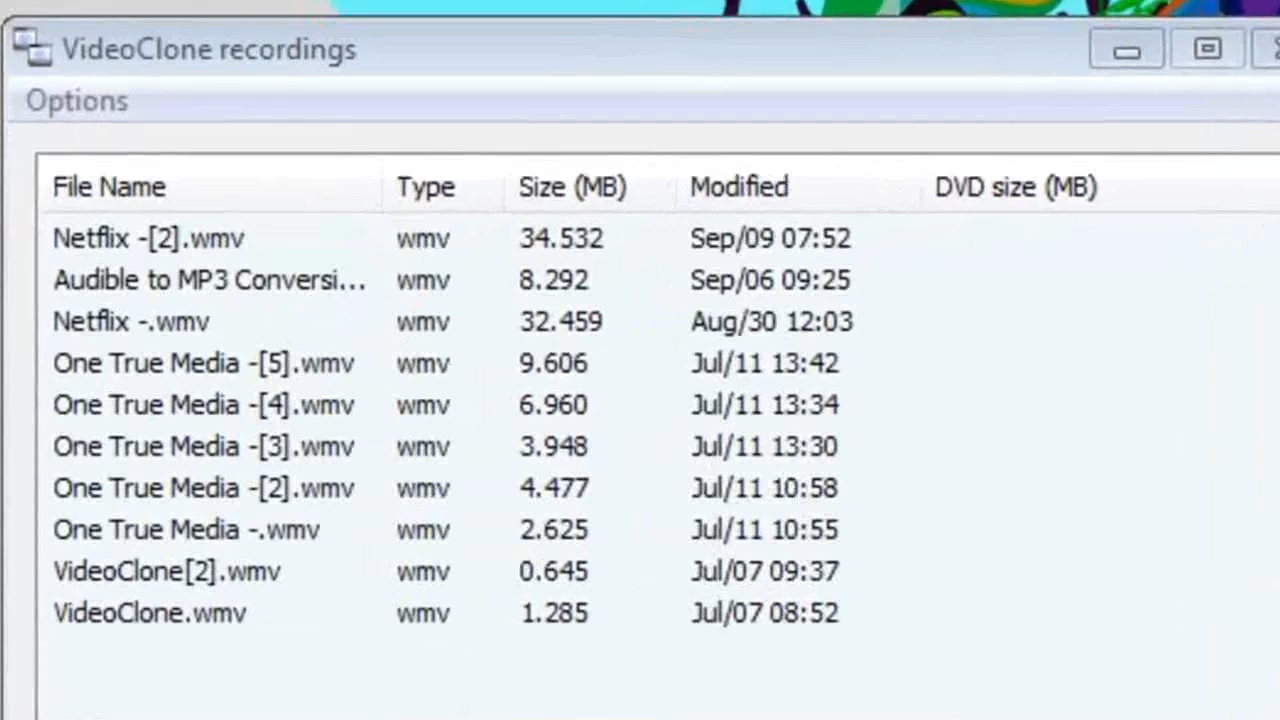 VideoClone recordings
Options
File Name Type Size (MB) Modified DVD size (MB)
Netflix -[2].wmv wmv 34.532 Sep/09 07:52
Audible to MP3 Conversi... wmv 8.292 Sep/06 09:25
Netflix -.wmv wmv 32.459 Aug/30 12:03
One True Media -[5].wmv wmv 9.606 Jul/11 13:42
One True Media -[4].wmv wmv 6.960 Jul/11 13:34
One True Media -[3].wmv wmv 3.948 Jul/11 13:30
One True Media -[2].wmv wmv 4.477 Jul/11 10:58
One True Media -.wmv wmv 2.625 Jul/11 10:55
VideoClone[2].wmv wmv 0.645 Jul/07 09:37
VideoClone.wmv wmv 1.285 Jul/07 08:52